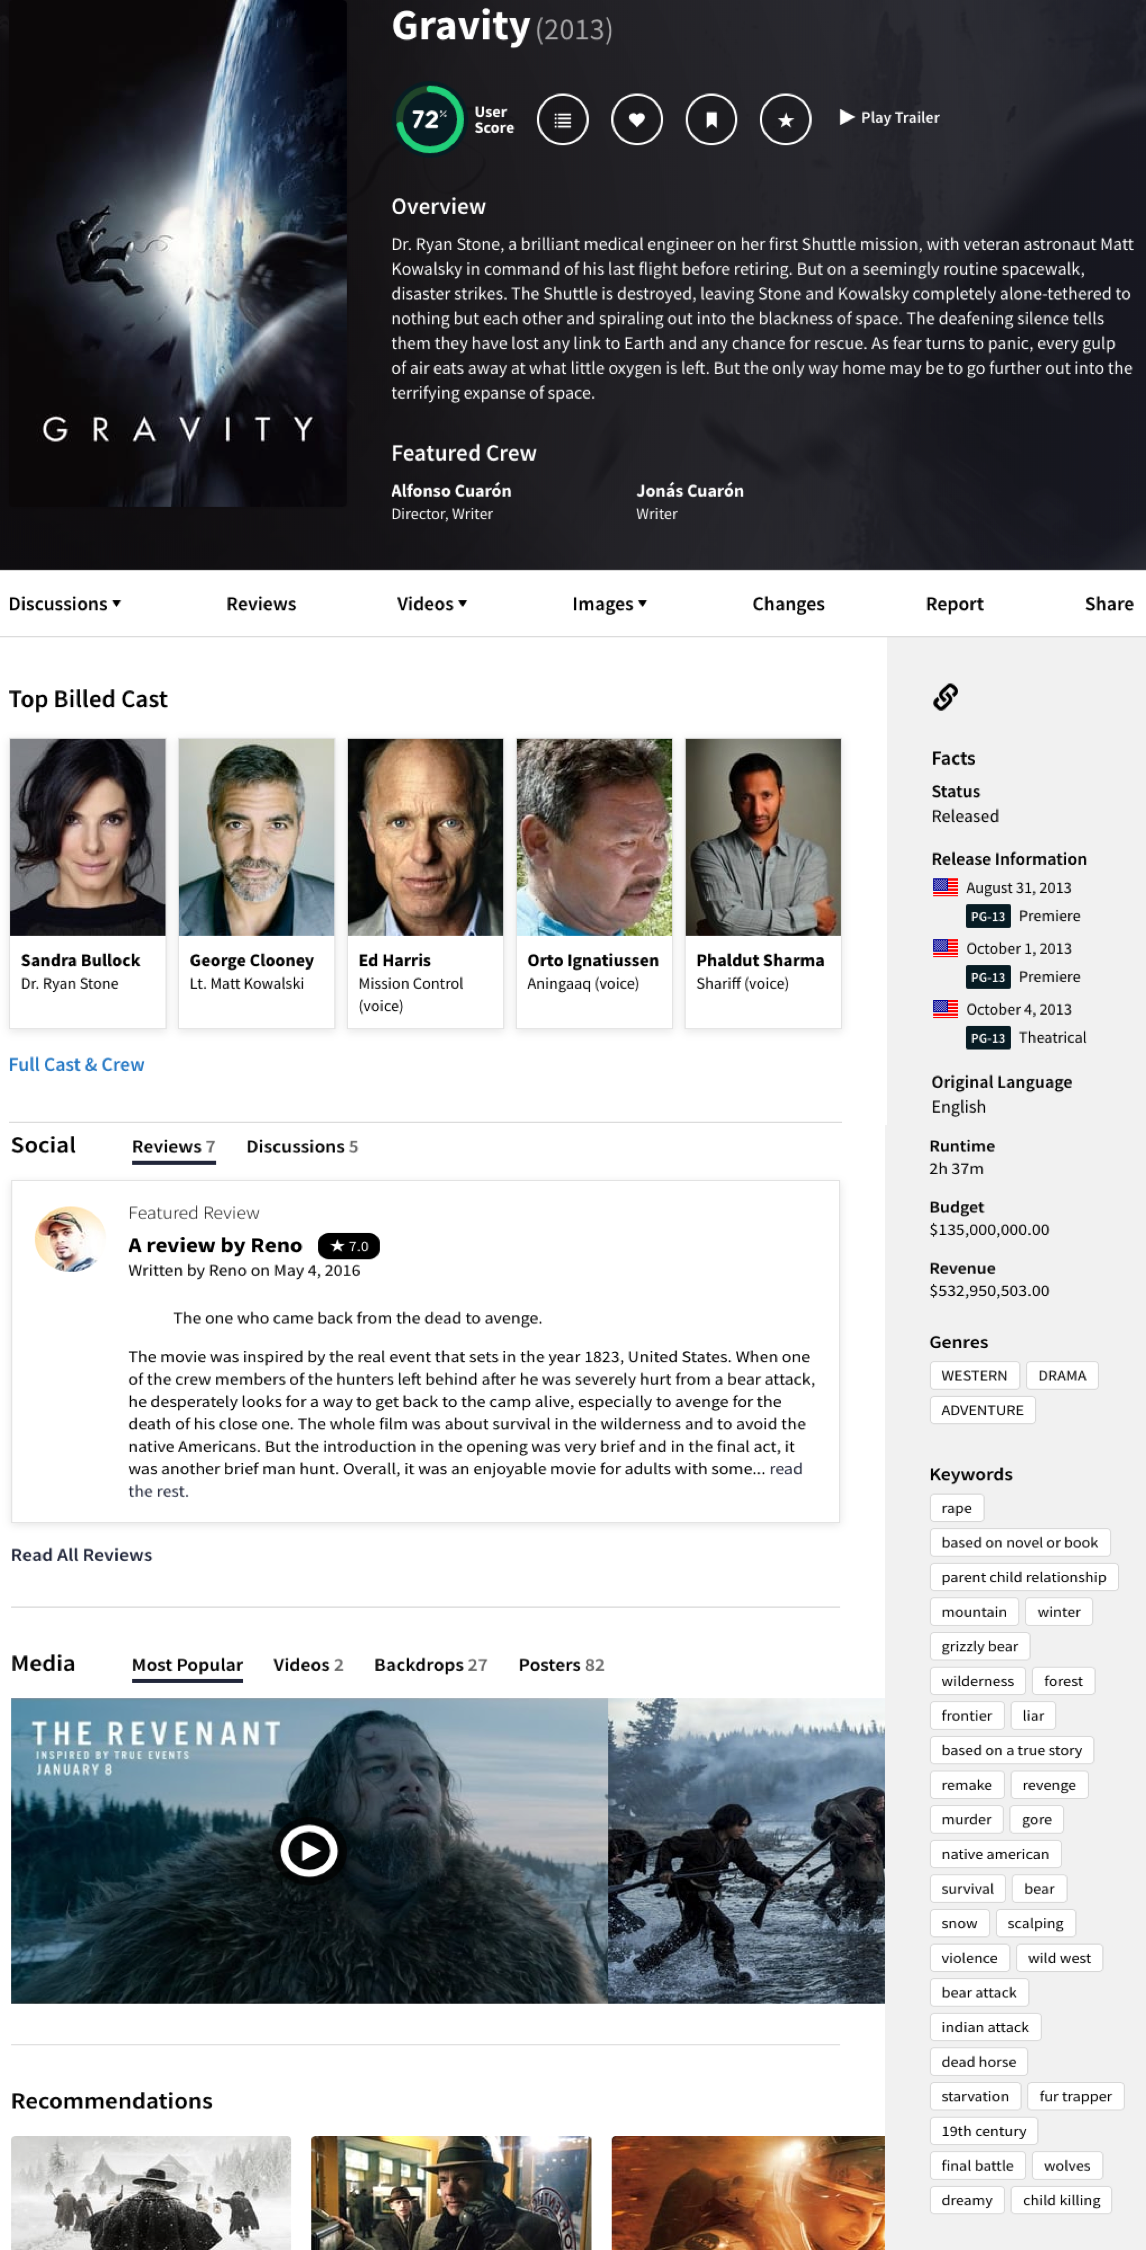 Gravity (2013)
72%
User
Score
Play Trailer
Overview
Dr. Ryan Stone, a brilliant medical engineer on her first Shuttle mission, with veteran astronaut Matt
Kowalsky in command of his last flight before retiring. But on a seemingly routine spacewalk,
disaster strikes. The Shuttle is destroyed, leaving Stone and Kowalsky completely alone-tethered to
nothing but each other and spiraling out into the blackness of space. The deafening silence tells
them they have lost any link to Earth and any chance for rescue. As fear turns to panic, every gulp
of air eats away at what little oxygen is left. But the only way home may be to go further out into the
terrifying expanse of space.
GRAVITY
Featured Crew
Alfonso Cuarón
Director, Writer
Jonás Cuarón
Writer
Discussions Reviews Videos Images Changes Report Share
Top Billed Cast
Sandra Bullock
Dr. Ryan Stone
George Clooney
Lt. Matt Kowalski
Ed Harris
Mission Control
(voice)
Orto Ignatiussen
Aningaaq (voice)
Phaldut Sharma
Shariff (voice)
Full Cast & Crew
Social
Reviews 7
Discussions 5
Featured Review
A review by Reno
7.0
Written by Reno on May 4, 2016
The one who came back from the dead to avenge.
The movie was inspired by the real event that sets in the year 1823, United States. When one
of the crew members of the hunters left behind after he was severely hurt from a bear attack,
he desperately looks for a way to get back to the camp alive, especially to avenge for the
death of his close one. The whole film was about survival in the wilderness and to avoid the
native Americans. But the introduction in the opening was very brief and in the final act, it
was another brief man hunt. Overall, it was an enjoyable movie for adults with some... read
the rest.
Read All Reviews
Media
Most Popular
Videos 2
Backdrops 27
Posters 82
THE REVENANT
INSPIRED BY TRUE EVENTS
JANUARY 8
Recommendations
Facts
Status
Released
Release Information
August 31, 2013
PG-13 Premiere
October 1, 2013
PG-13 Premiere
October 4, 2013
PG-13 Theatrical
Original Language
English
Runtime
2h 37m
Budget
$135,000,000.00
Revenue
$532,950,503.00
Genres
WESTERN DRAMA
ADVENTURE
Keywords
rape
based on novel or book
parent child relationship
mountain winter
grizzly bear
wilderness forest
frontier liar
based on a true story
remake revenge
murder gore
native american
survival bear
snow scalping
violence wild west
bear attack
indian attack
dead horse
starvation fur trapper
19th century
final battle wolves
dreamy child killing